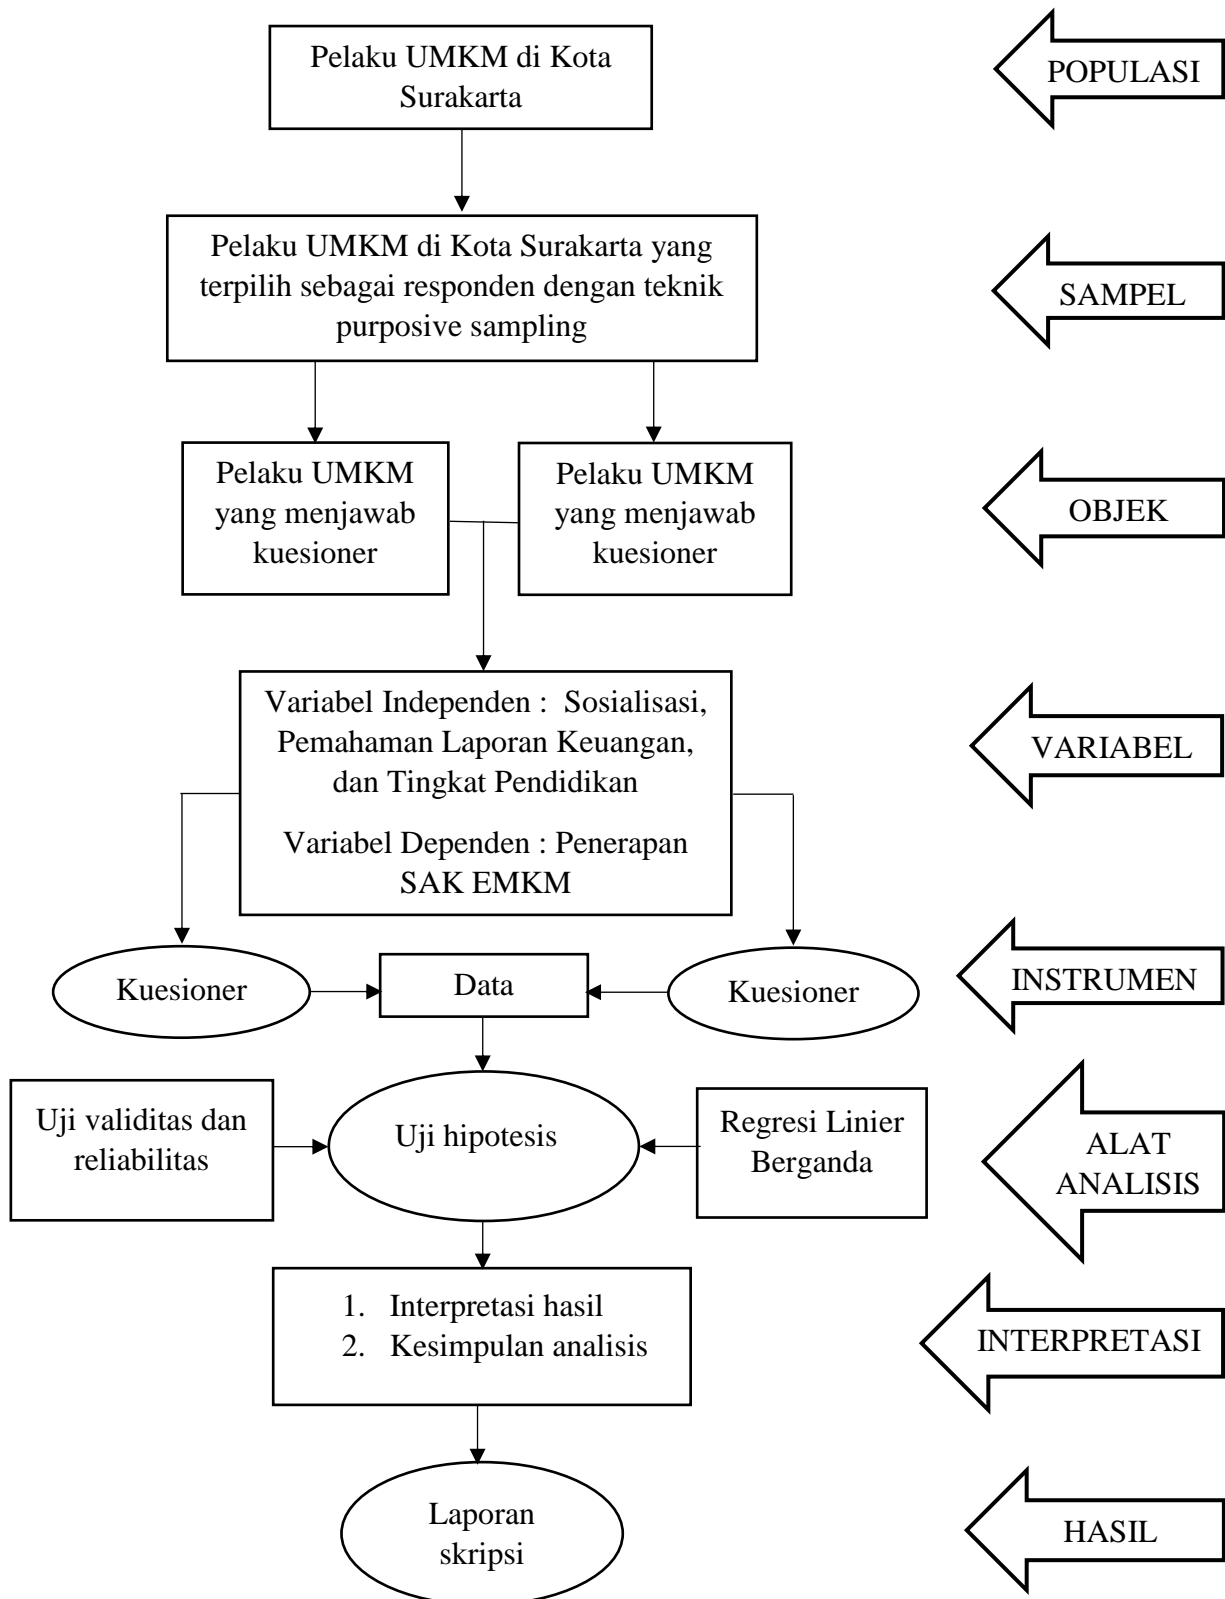 Pelaku UMKM di Kota
Surakarta
POPULASI
Pelaku UMKM di Kota Surakarta yang
terpilih sebagai responden dengan teknik
purposive sampling
SAMPEL
Pelaku UMKM
yang menjawab
kuesioner
Pelaku UMKM
yang menjawab
kuesioner
OBJEK
Variabel Independen :  Sosialisasi,
Pemahaman Laporan Keuangan,
dan Tingkat Pendidikan
Variabel Dependen : Penerapan
SAK EMKM
VARIABEL
Kuesioner
Data
Kuesioner
INSTRUMEN
Uji validitas dan
reliabilitas
Uji hipotesis
Regresi Linier
Berganda
ALAT
ANALISIS
1. Interpretasi hasil
2. Kesimpulan analisis
INTERPRETASI
Laporan
skripsi
HASIL